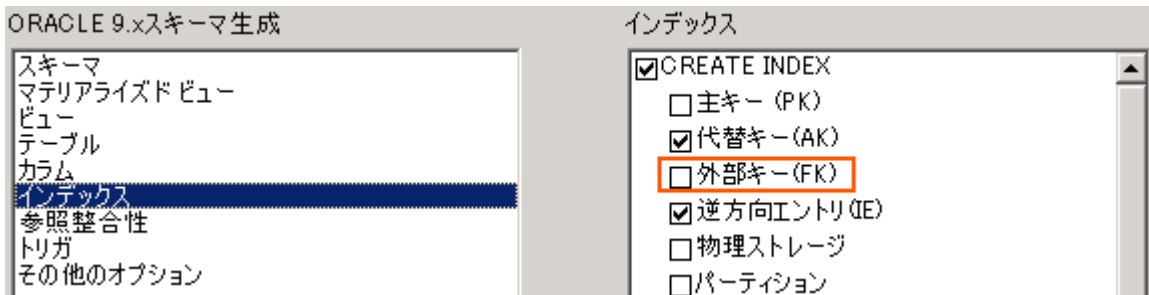 ORACLE 9.xスキーマ生成
スキーマ
マテリアライズド ビュー
ビュー
テーブル
カラム
インデックス
参照整合性
トリガ
その他のオプション
インデックス
CREATE INDEX
主キー (PK)
代替キー(AK)
外部キー(FK)
逆方向エントリ(IE)
物理ストレージ
パーティション